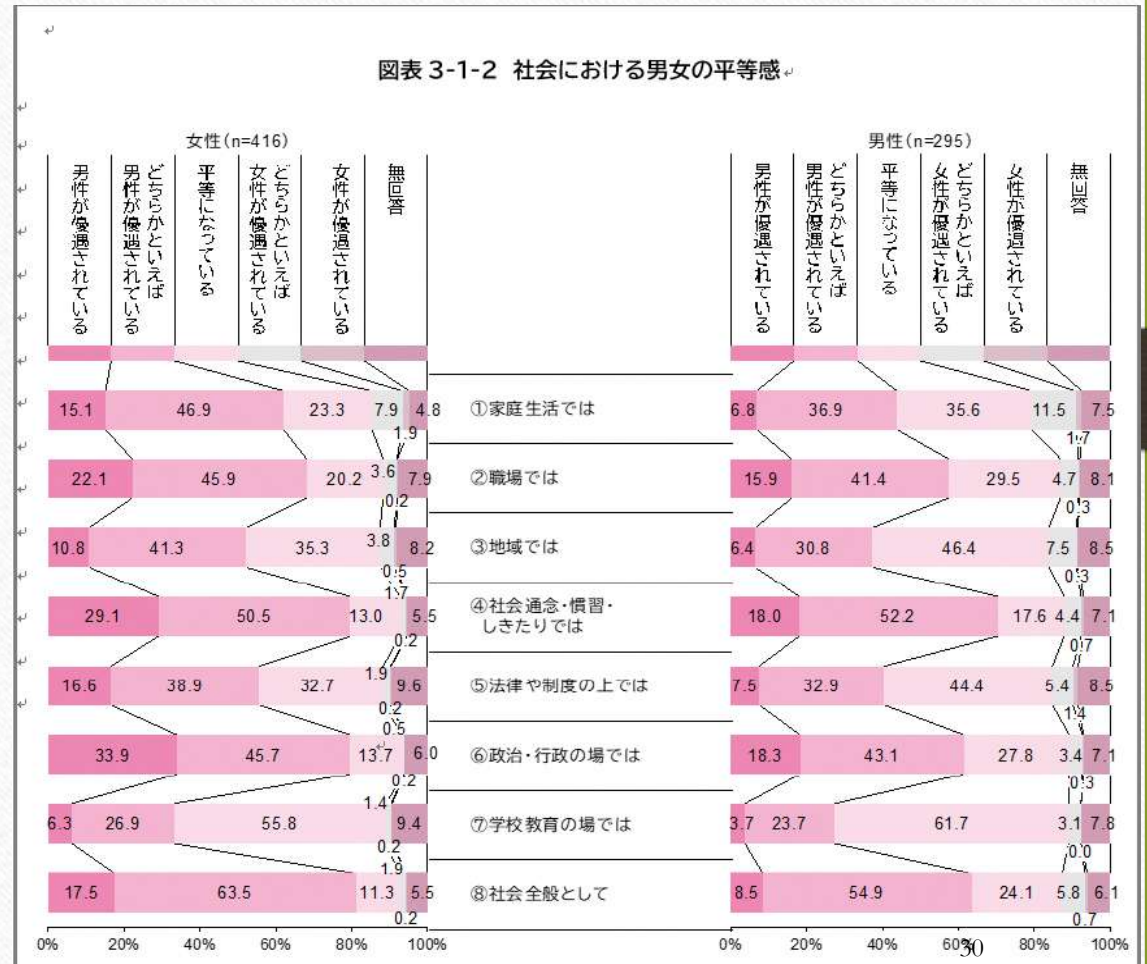 図表 3-1-2 社会における男女の平等感
女性(n=416)
男性が優遇されている
どちらかといえば
男性が優遇されている
平等になっている
どちらかといえば
女性が優遇されている
女性が優遇されている
無回答
男性(n=295)
男性が優遇されている
どちらかといえば
男性が優遇されている
平等になっている
どちらかといえば
女性が優遇されている
女性が優遇されている
無回答
15.1 46.9 23.3 7.9 1.9 4.8
①家庭生活では
6.8 36.9 35.6 11.5 1.7 7.5
22.1 45.9 20.2 3.6 0.2 7.9
②職場では
15.9 41.4 29.5 4.7 0.3 8.1
10.8 41.3 35.3 3.8 0.5 8.2
③地域では
6.4 30.8 46.4 7.5 0.3 8.5
29.1 50.5 13.0 1.7 0.2 5.5
④社会通念・慣習・
しきたりでは
18.0 52.2 17.6 4.4 0.7 7.1
16.6 38.9 32.7 1.9 0.2 9.6
⑤法律や制度の上では
7.5 32.9 44.4 5.4 1.4 8.5
33.9 45.7 13.7 0.5 0.2 6.0
⑥政治・行政の場では
18.3 43.1 27.8 3.4 0.3 7.1
6.3 26.9 55.8 1.4 0.2 9.4
⑦学校教育の場では
3.7 23.7 61.7 3.1 0.0 7.8
17.5 63.5 11.3 1.9 0.2 5.5
⑧社会全般として
8.5 54.9 24.1 5.8 0.7 6.1
0% 20% 40% 60% 80% 100%
0% 20% 40% 60% 80% 100%
30